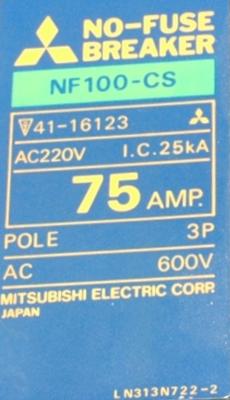 NO-FUSE
BREAKER
NF100-CS
▽41-16123
AC220V I.C.25kA
75 AMP.
POLE 3P
AC 600V
MITSUBISHI ELECTRIC CORP.
JAPAN
LN313N722-2